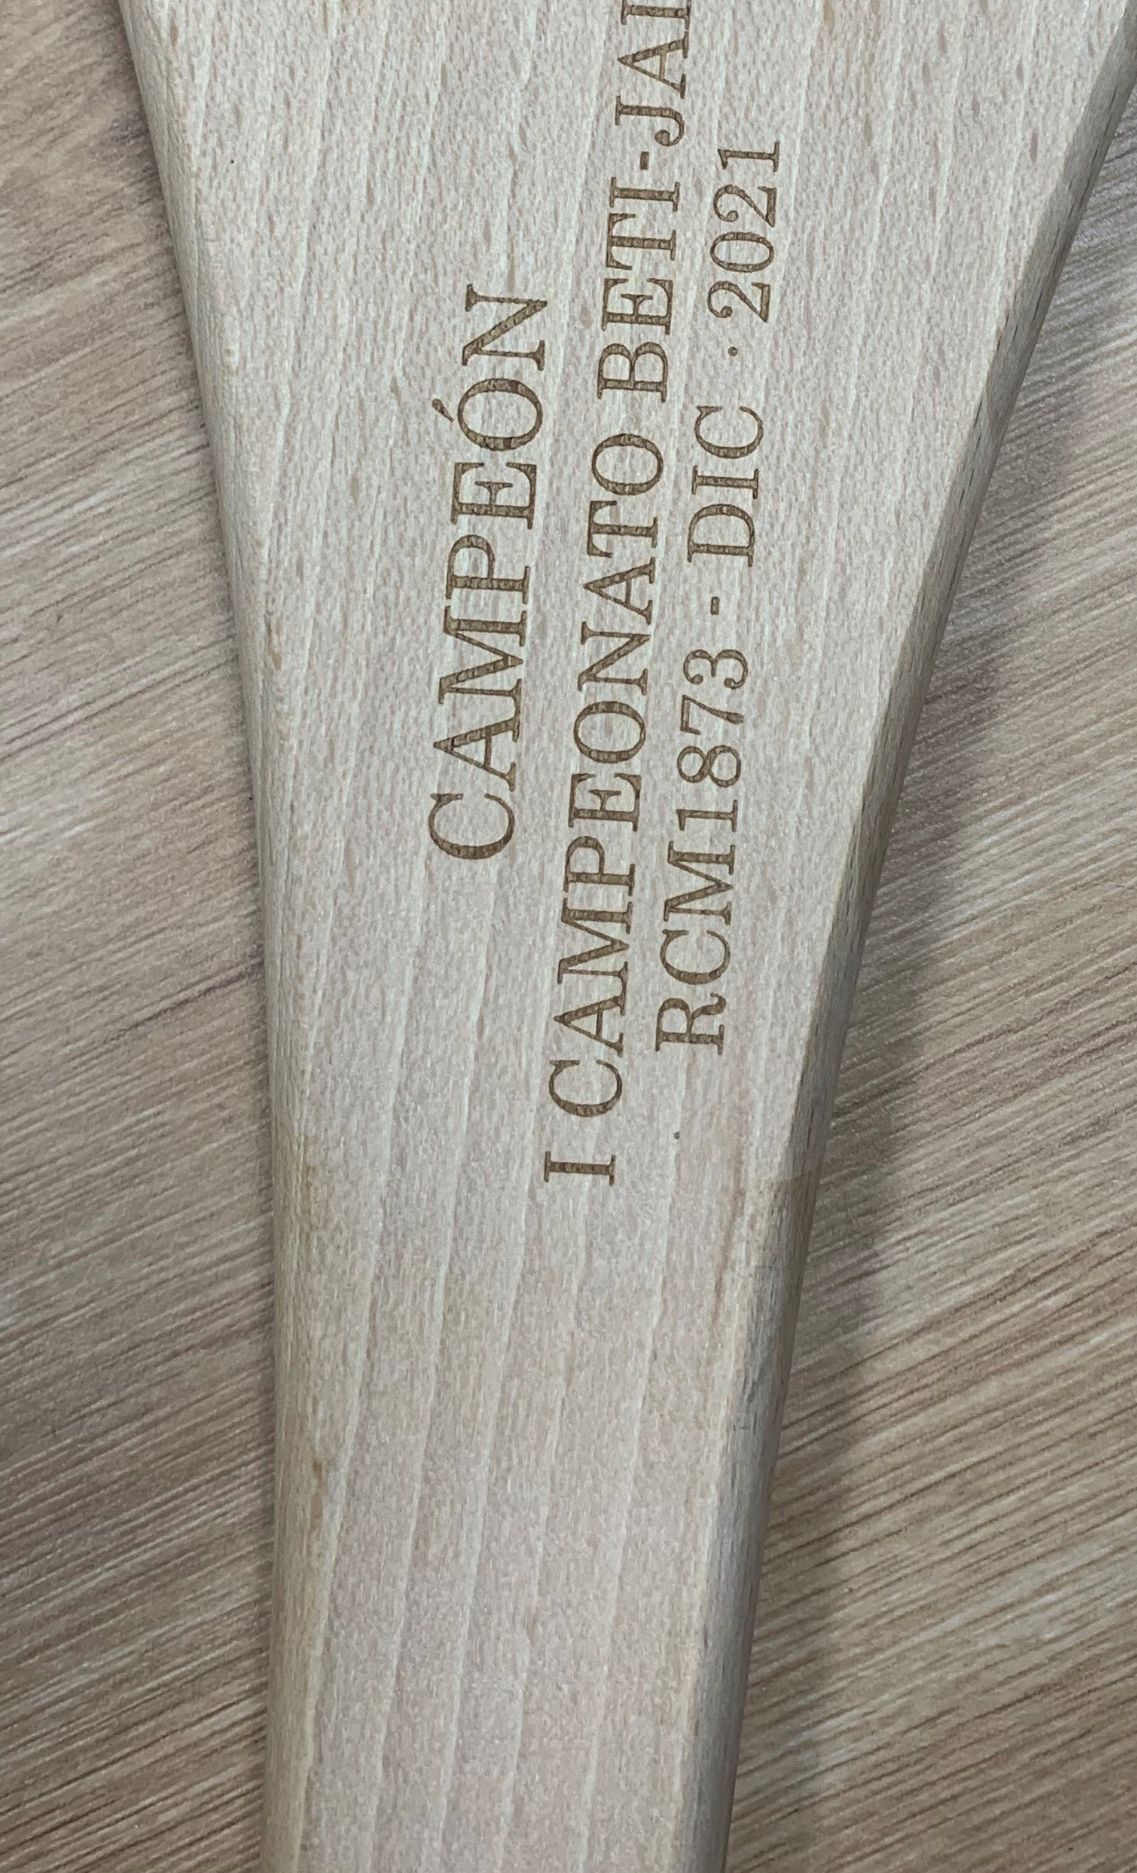 CAMPEÓN
I CAMPEONATO BETI-JAI
RCM1873 - DIC · 2021